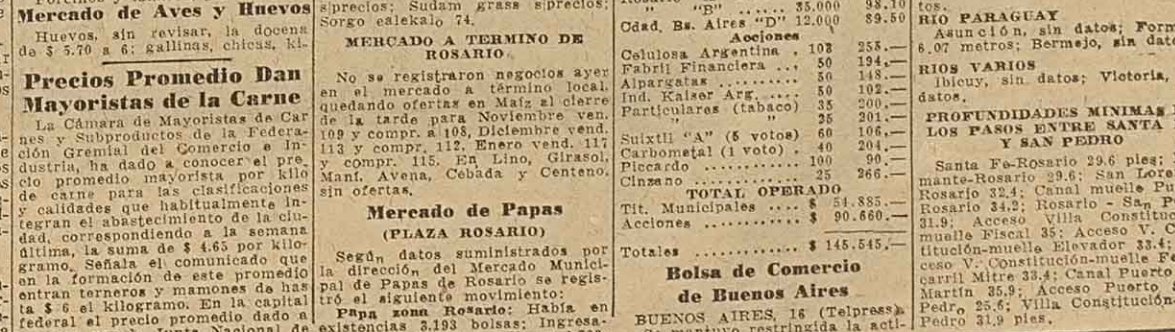 Mercado de Aves y Huevos
Huevos, sin revisar, la docena
de $ 5.70 a 6; gallinas, chicas, ki-
Precios Promedio Dan
Mayoristas de la Carne
La Cámara de Mayoristas de Car
nes y Subproductos de la Federa-
ción Gremial del Comercio e In-
dustria, ha dado a conocer el pre-
cio promedio mayorista por kilo
de carne para las clasificaciones
y calidades que habitualmente in-
tegran el abastecimiento de la ciu-
dad, correspondiendo a la semana
última, la suma de $ 4.65 por kilo-
gramo. Señala el comunicado que
en la formación de este promedio
entran terneros y mamones de has
ta $ 6 el kilogramo. En la capital
federal el precio promedio dado a
Junta Nacional de
s|precios; Sudam grass s|precios;
Sorgo ealekalo 74.
MERCADO A TERMINO DE
ROSARIO
No se registraron negocios ayer
en el mercado a término local,
quedando ofertas en Maíz al cierre
de la tarde para Noviembre ven.
109 y compr. a 108, Diciembre vend.
113 y compr. 112, Enero vend. 117
y compr. 115. En Lino, Girasol,
Maní, Avena, Cebada y Centeno,
sin ofertas.
Mercado de Papas
(PLAZA ROSARIO)
Según datos suministrados por
la dirección del Mercado Munici-
pal de Papas de Rosario se regis-
tró el siguiente movimiento:
Papa zona Rosario: Había en
existencias 3.193 bolsas; Ingresa-
" "B" ...... 35.000 98.10
Cdad. Bs. Aires "D" 12.000 89.50
Acciones
Celulosa Argentina . 108 255.—
Fabril Financiera ... 50 194.—
Alpargatas ........ 50 148.—
Ind. Kaiser Arg. .... 50 102.—
Particulares (tabaco) 35 200.—
" " 35 201.—
Suixtil "A" (5 votos) 60 106.—
Carbometal (1 voto) . 40 204.—
Piccardo .......... 100 90.—
Cinzano ........... 25 266.—
TOTAL OPERADO
Tit. Municipales .... $ 54.885.—
Acciones .......... $ 90.660.—
Totales .......... $ 145.545.—
Bolsa de Comercio
de Buenos Aires
BUENOS AIRES, 16 (Telpress).
Se mantuvo restringida la acti-
tos.
RIO PARAGUAY
Asunción, sin datos; Form
6.07 metros; Bermejo, sin dato
RIOS VARIOS
Ibicuy, sin datos; Victoria,
datos.
PROFUNDIDADES MINIMAS
LOS PASOS ENTRE SANTA
Y SAN PEDRO
Santa Fe-Rosario 29.6 pies;
mante-Rosario 29.6; San Lore
Rosario 32.4; Canal muelle Pu
Rosario 34.2; Rosario - San P
31.9; Acceso Villa Constitu
muelle Fiscal 35; Acceso V. C
titución-muelle Elevador 33.4;
ceso V. Constitución-muelle Fe
carril Mitre 33.4; Canal Puerto
Martín 35.9; Acceso Puerto
Pedro 25.6; Villa Constitución
Pedro 31.9 pies.